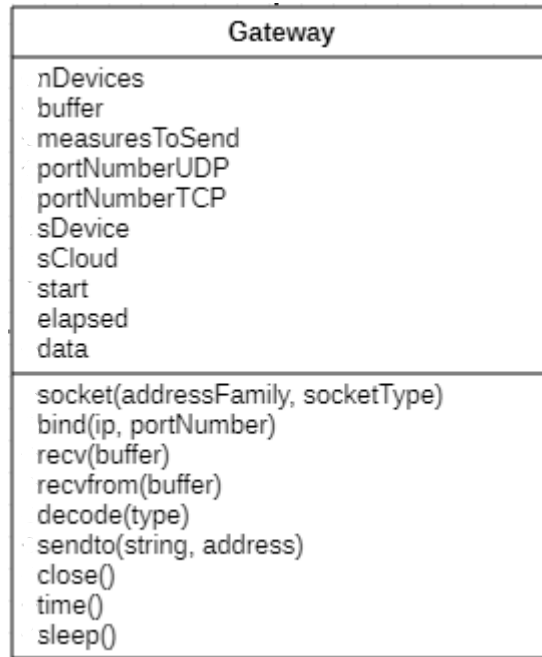 Gateway
nDevices
buffer
measuresToSend
portNumberUDP
portNumberTCP
sDevice
sCloud
start
elapsed
data
socket(addressFamily, socketType)
bind(ip, portNumber)
recv(buffer)
recvfrom(buffer)
decode(type)
sendto(string, address)
close()
time()
sleep()